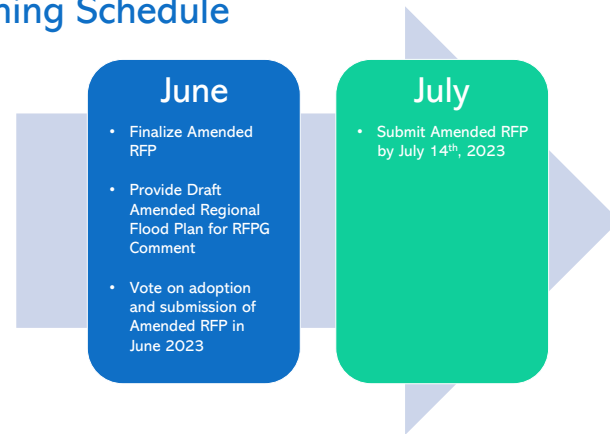 ning Schedule
June
• Finalize Amended
RFP
• Provide Draft
Amended Regional
Flood Plan for RFPG
Comment
• Vote on adoption
and submission of
Amended RFP in
June 2023
July
• Submit Amended RFP
by July 14th, 2023